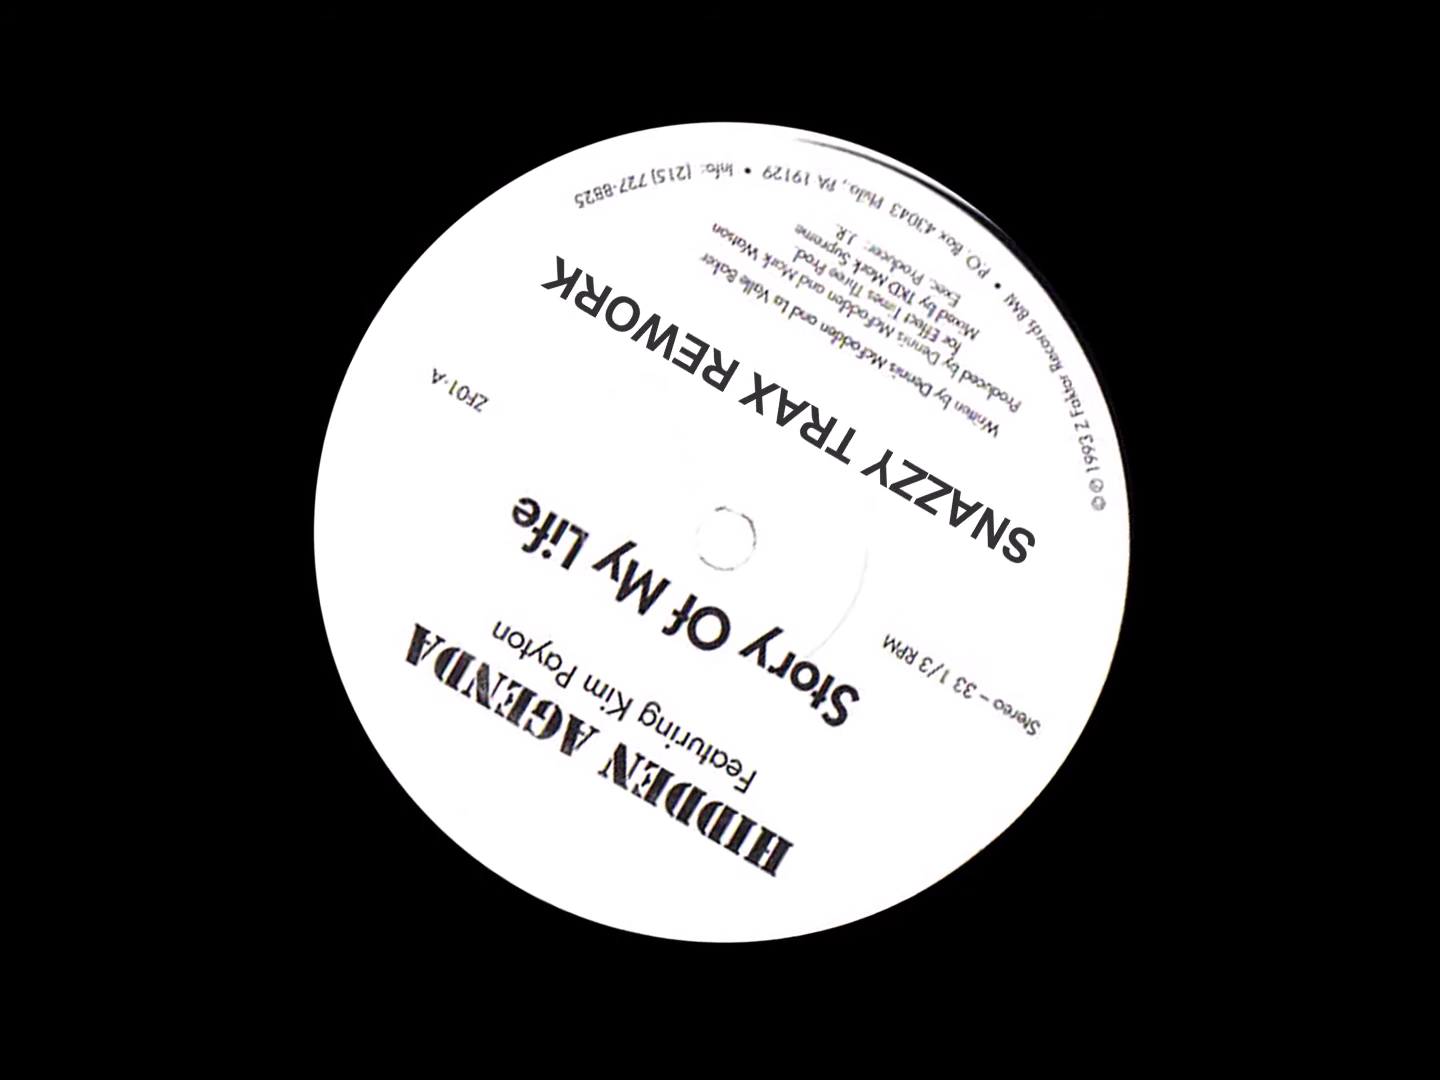 HIDDEN AGENDA
Featuring Kim Payton
Story Of My Life
Stereo – 33 1/3 RPM
ZF01-A
SNAZZY TRAX REWORK
Written by Dennis McFadden and La Valle Baker
Produced by Dennis McFadden and Mark Watson
for Effect Times Three Prod.
Mixed by TKD Mark Supreme
Exec. Producer: J.R.
℗© 1993 Z Faktor Records BMI • P.O. Box 43043 Phila., PA 19129 • Info: (215) 727-8825